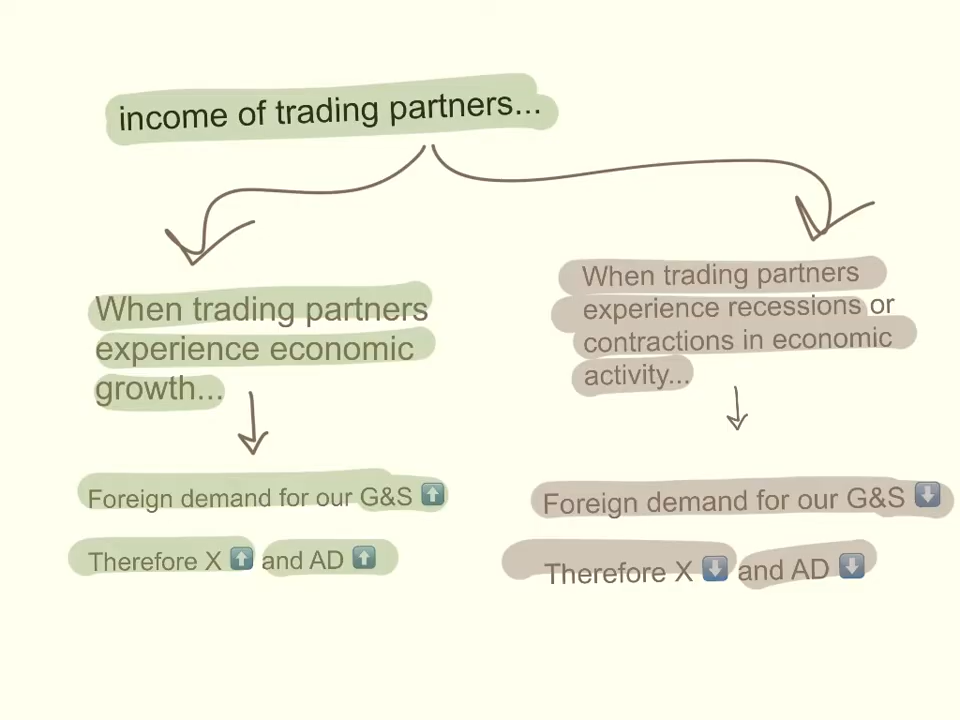 income of trading partners...
When trading partners
experience economic
growth...
Foreign demand for our G&S ⬆️
Therefore X ⬆️ and AD ⬆️
When trading partners
experience recessions or
contractions in economic
activity...
Foreign demand for our G&S ⬇️
Therefore X ⬇️ and AD ⬇️